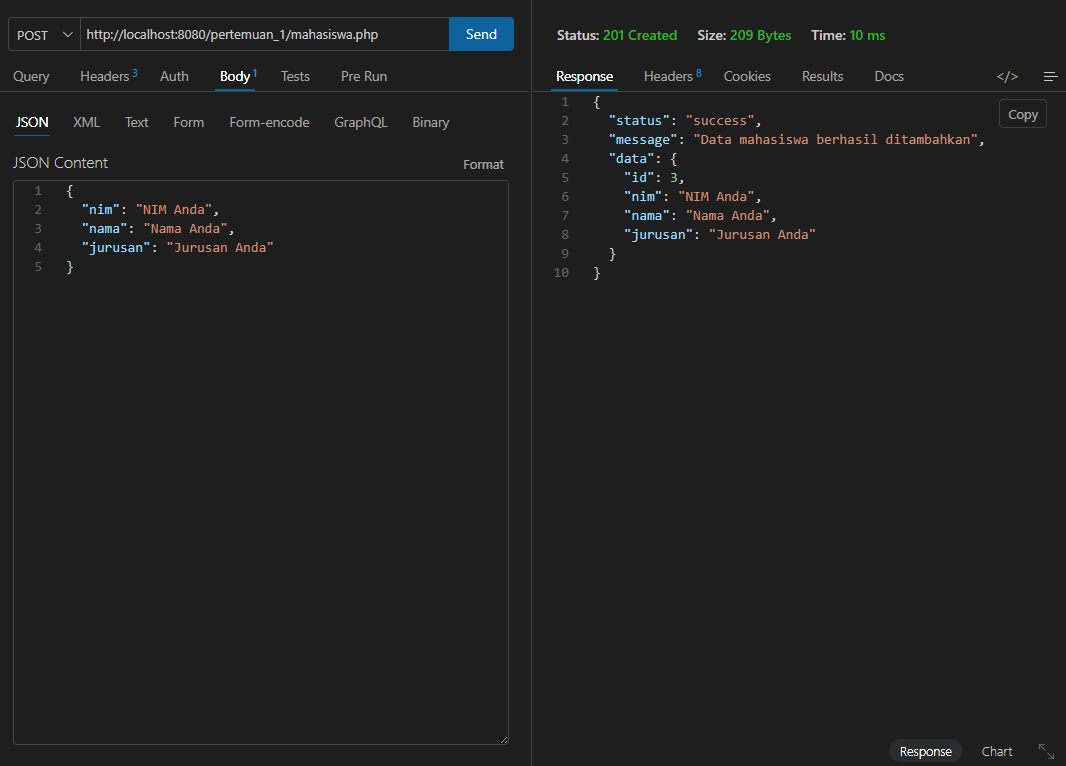 POST http://localhost:8080/pertemuan_1/mahasiswa.php Send
Query Headers 3 Auth Body 1 Tests Pre Run
JSON XML Text Form Form-encode GraphQL Binary
JSON Content Format
1 {
2 "nim": "NIM Anda",
3 "nama": "Nama Anda",
4 "jurusan": "Jurusan Anda"
5 }
Status: 201 Created Size: 209 Bytes Time: 10 ms
Response Headers 8 Cookies Results Docs </>
Copy
1 {
2 "status": "success",
3 "message": "Data mahasiswa berhasil ditambahkan",
4 "data": {
5 "id": 3,
6 "nim": "NIM Anda",
7 "nama": "Nama Anda",
8 "jurusan": "Jurusan Anda"
9 }
10 }
Response Chart